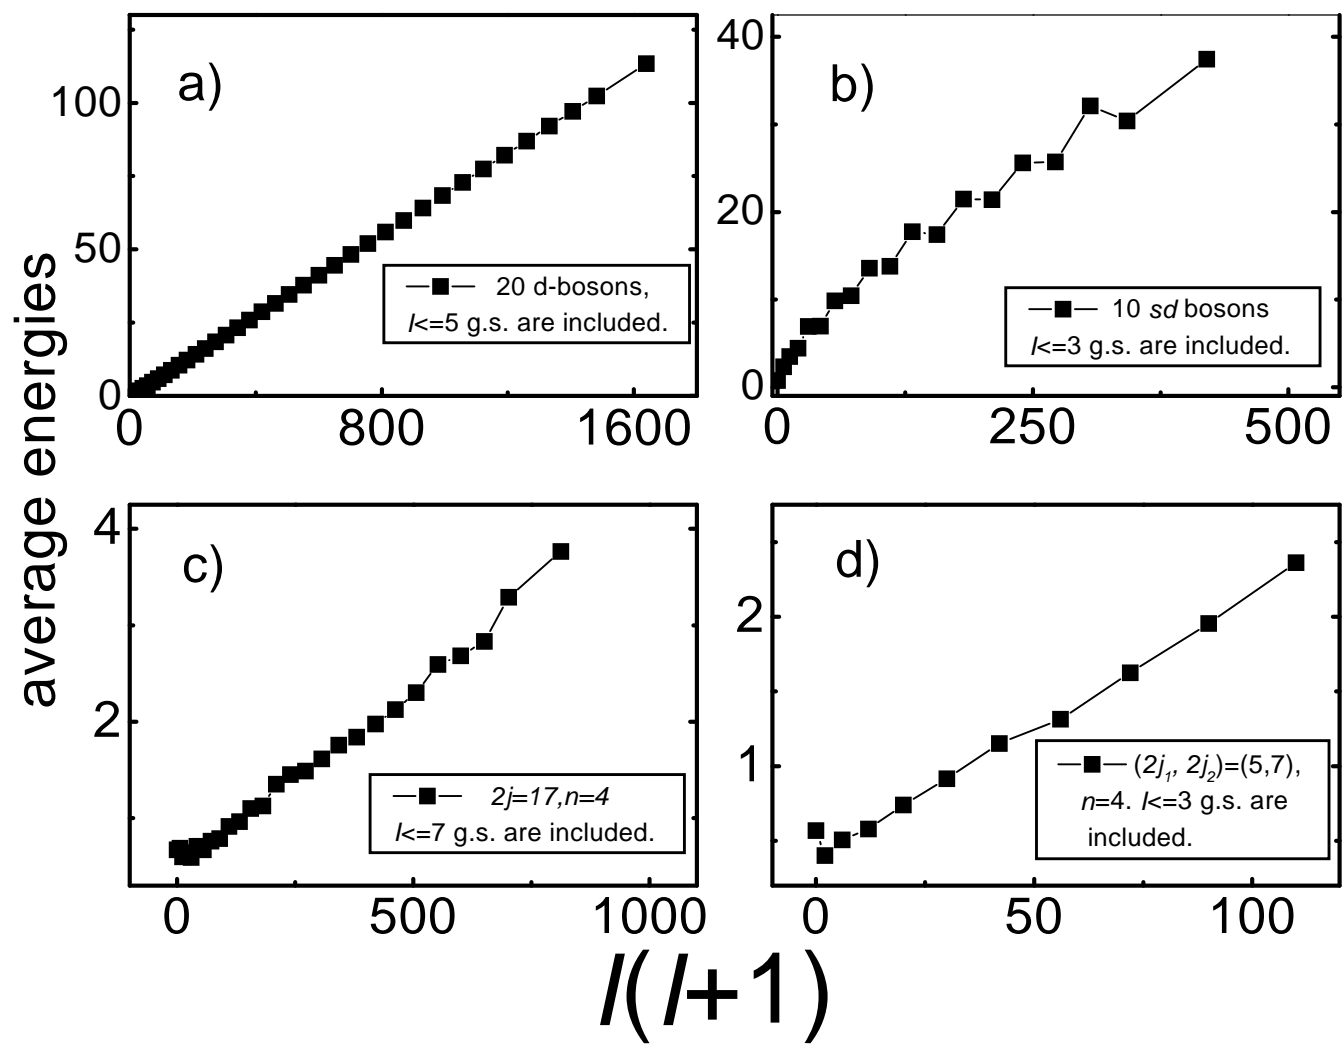 average energies
a)
100
50
0
0 800 1600
20 d-bosons,
I<=5 g.s. are included.
b)
40
20
0
0 250 500
10 sd bosons
I<=3 g.s. are included.
c)
4
2
0 500 1000
2j=17,n=4
I<=7 g.s. are included.
d)
2
1
0 50 100
(2j₁, 2j₂)=(5,7),
n=4. I<=3 g.s. are
included.
I(I+1)